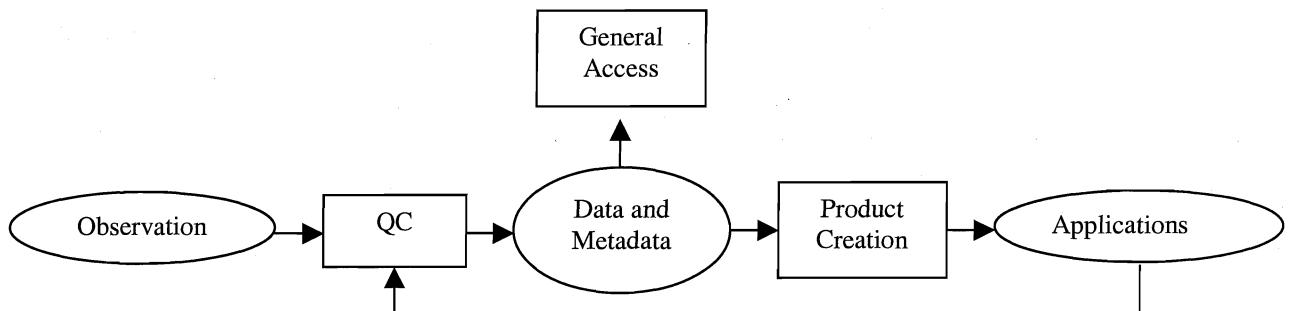 General
Access
Observation
QC
Data and
Metadata
Product
Creation
Applications